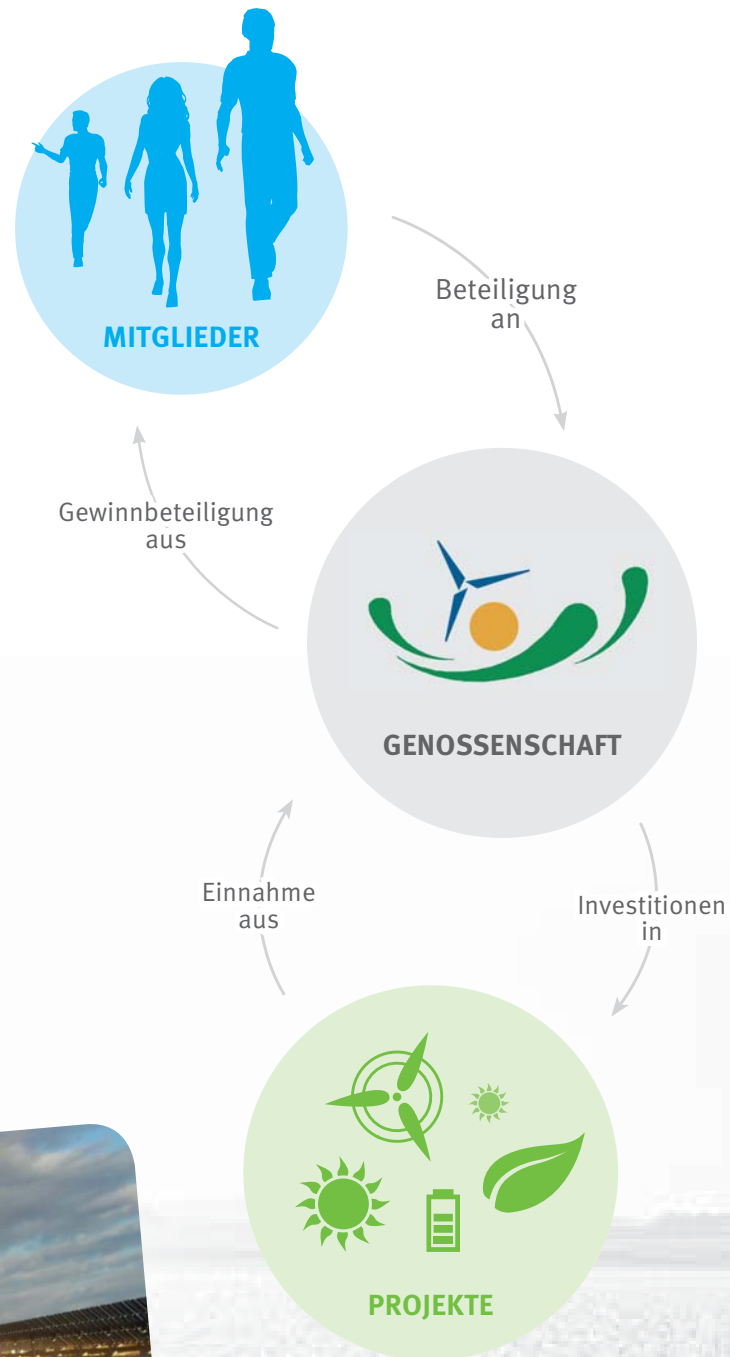 MITGLIEDER
Beteiligung
an
Gewinnbeteiligung
aus
GENOSSENSCHAFT
Einnahme
aus
Investitionen
in
PROJEKTE